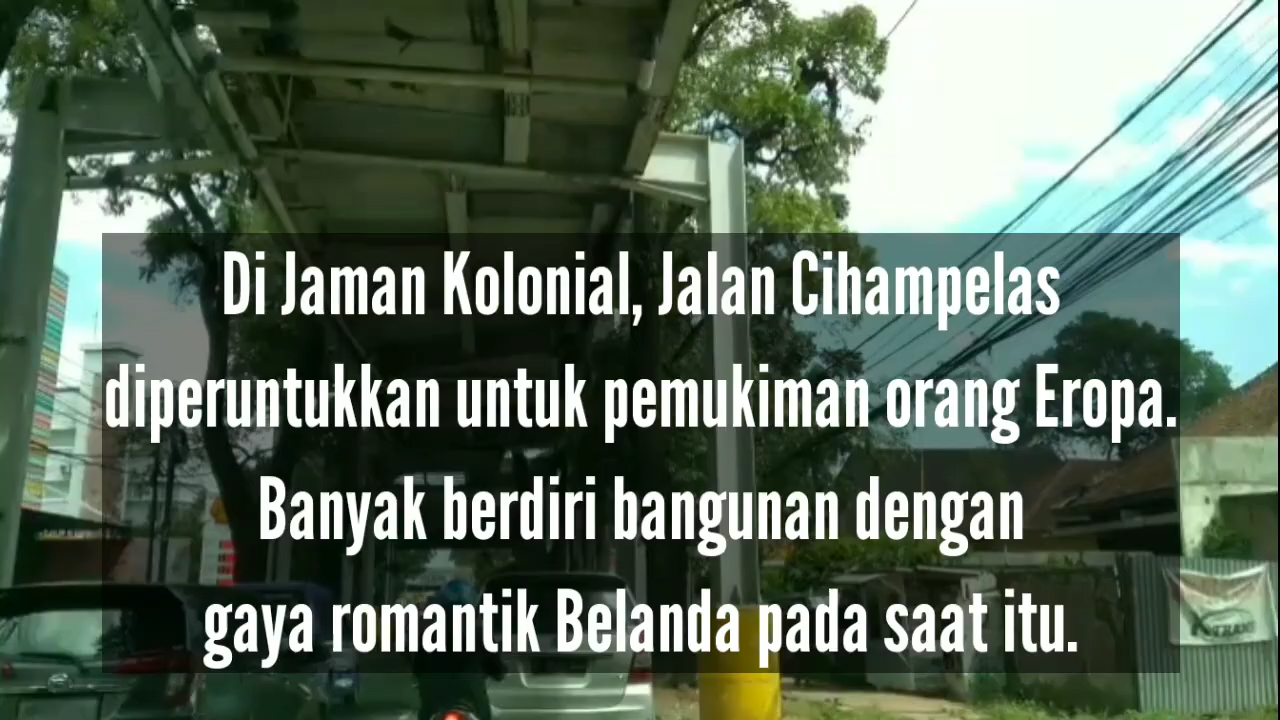 Di Jaman Kolonial, Jalan Cihampelas
diperuntukkan untuk pemukiman orang Eropa.
Banyak berdiri bangunan dengan
gaya romantik Belanda pada saat itu.